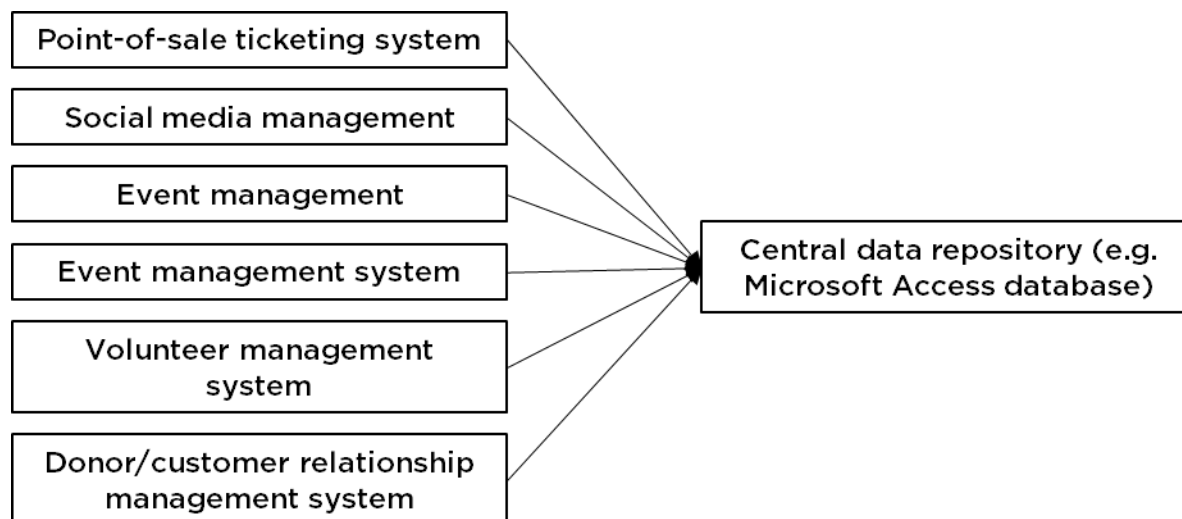 Point-of-sale ticketing system
Social media management
Event management
Event management system
Volunteer management
system
Donor/customer relationship
management system
Central data repository (e.g.
Microsoft Access database)